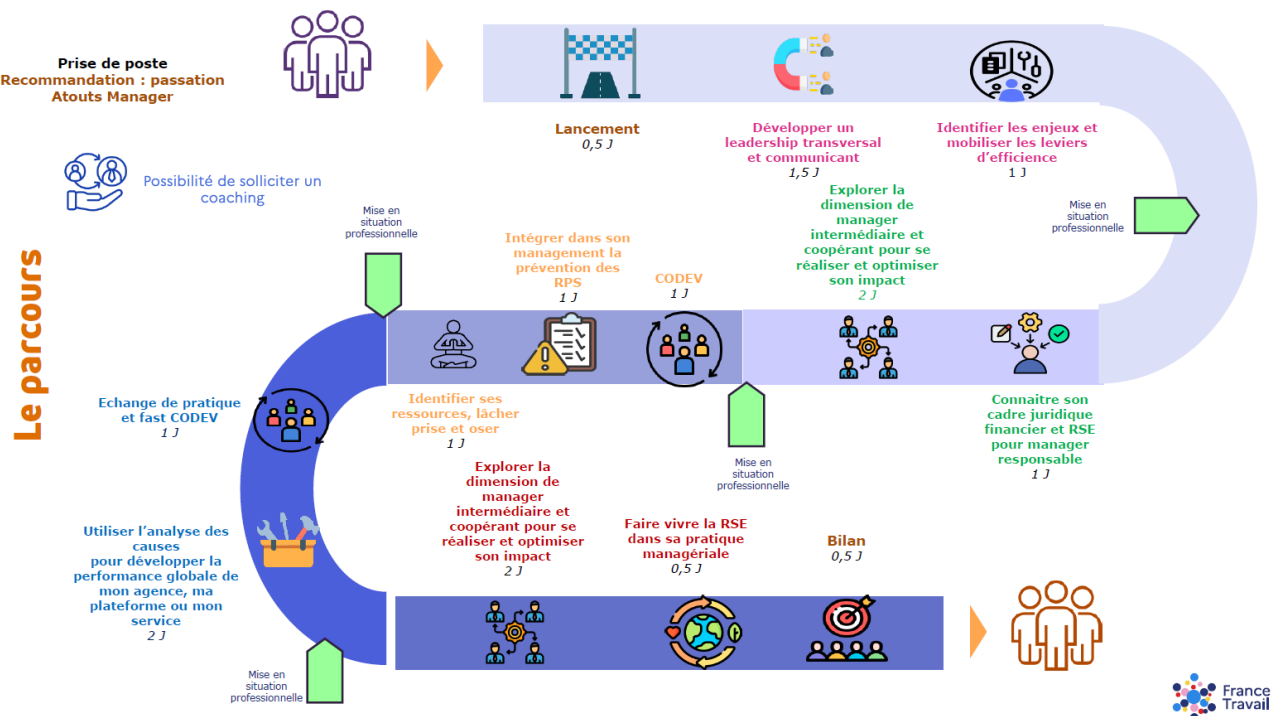 Prise de poste
Recommandation : passation
Atouts Manager
Lancement
0,5 J
Développer un
leadership transversal
et communicant
1,5 J
Identifier les enjeux et
mobiliser les leviers
d'efficience
1 J
Possibilité de solliciter un
coaching
Le parcours
Mise en
situation
professionnelle
Connaitre son
cadre juridique
financier et RSE
pour manager
responsable
1 J
Explorer la
dimension de
manager
intermédiaire et
coopérant pour se
réaliser et optimiser
son impact
2 J
Mise en
situation
professionnelle
CODEV
1 J
Intégrer dans son
management la
prévention des
RPS
1 J
Identifier ses
ressources, lâcher
prise et oser
1 J
Mise en
situation
professionnelle
Echange de pratique
et fast CODEV
1 J
Utiliser l'analyse des
causes
pour développer la
performance globale de
mon agence, ma
plateforme ou mon
service
2 J
Mise en
situation
professionnelle
Explorer la
dimension de
manager
intermédiaire et
coopérant pour se
réaliser et optimiser
son impact
2 J
Faire vivre la RSE
dans sa pratique
managériale
0,5 J
Bilan
0,5 J
France
Travail